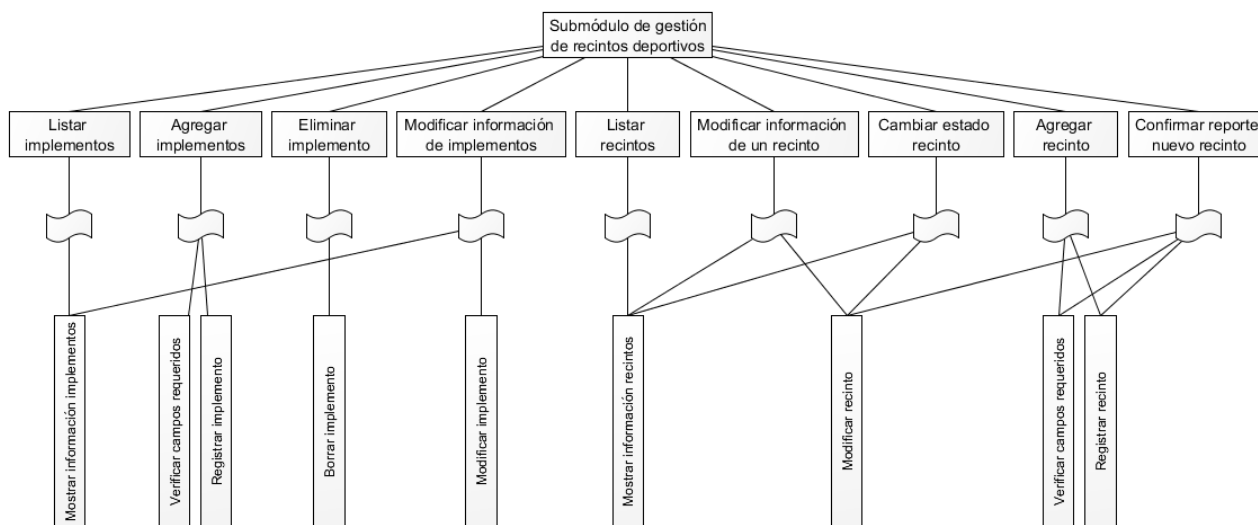 Submódulo de gestión
de recintos deportivos
Listar
implementos
Agregar
implementos
Eliminar
implemento
Modificar información
de implementos
Listar
recintos
Modificar información
de un recinto
Cambiar estado
recinto
Agregar
recinto
Confirmar reporte
nuevo recinto
Mostrar información implementos
Verificar campos requeridos
Registrar implemento
Borrar implemento
Modificar implemento
Mostrar información recintos
Modificar recinto
Verificar campos requeridos
Registrar recinto